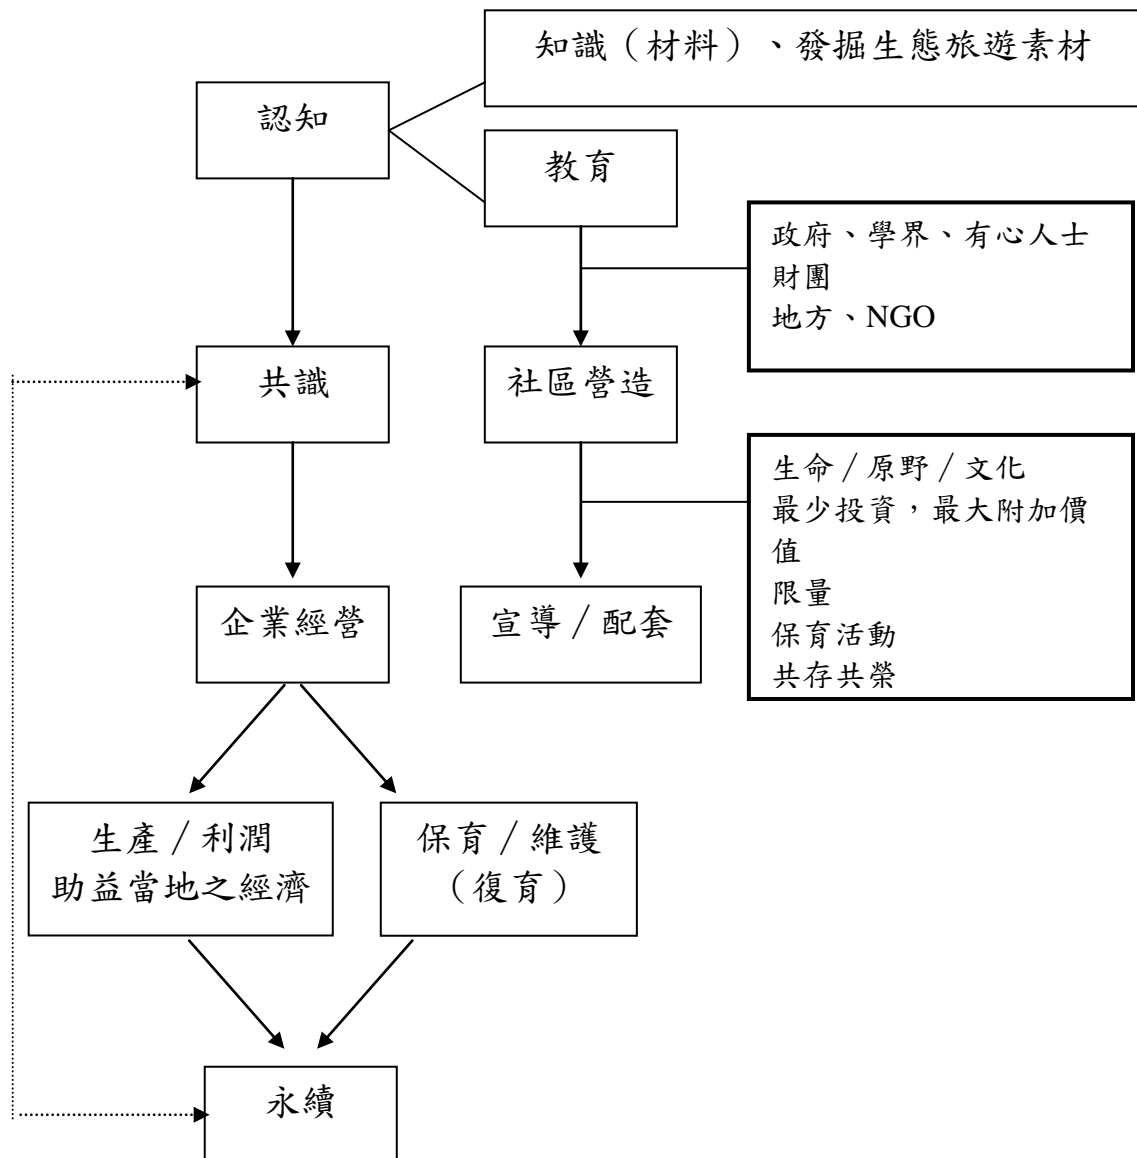 知識（材料）、發掘生態旅遊素材
認知
教育
政府、學界、有心人士
財團
地方、NGO
共識
社區營造
生命／原野／文化
最少投資，最大附加價
值
限量
保育活動
共存共榮
企業經營
宣導／配套
生產／利潤
助益當地之經濟
保育／維護
（復育）
永續